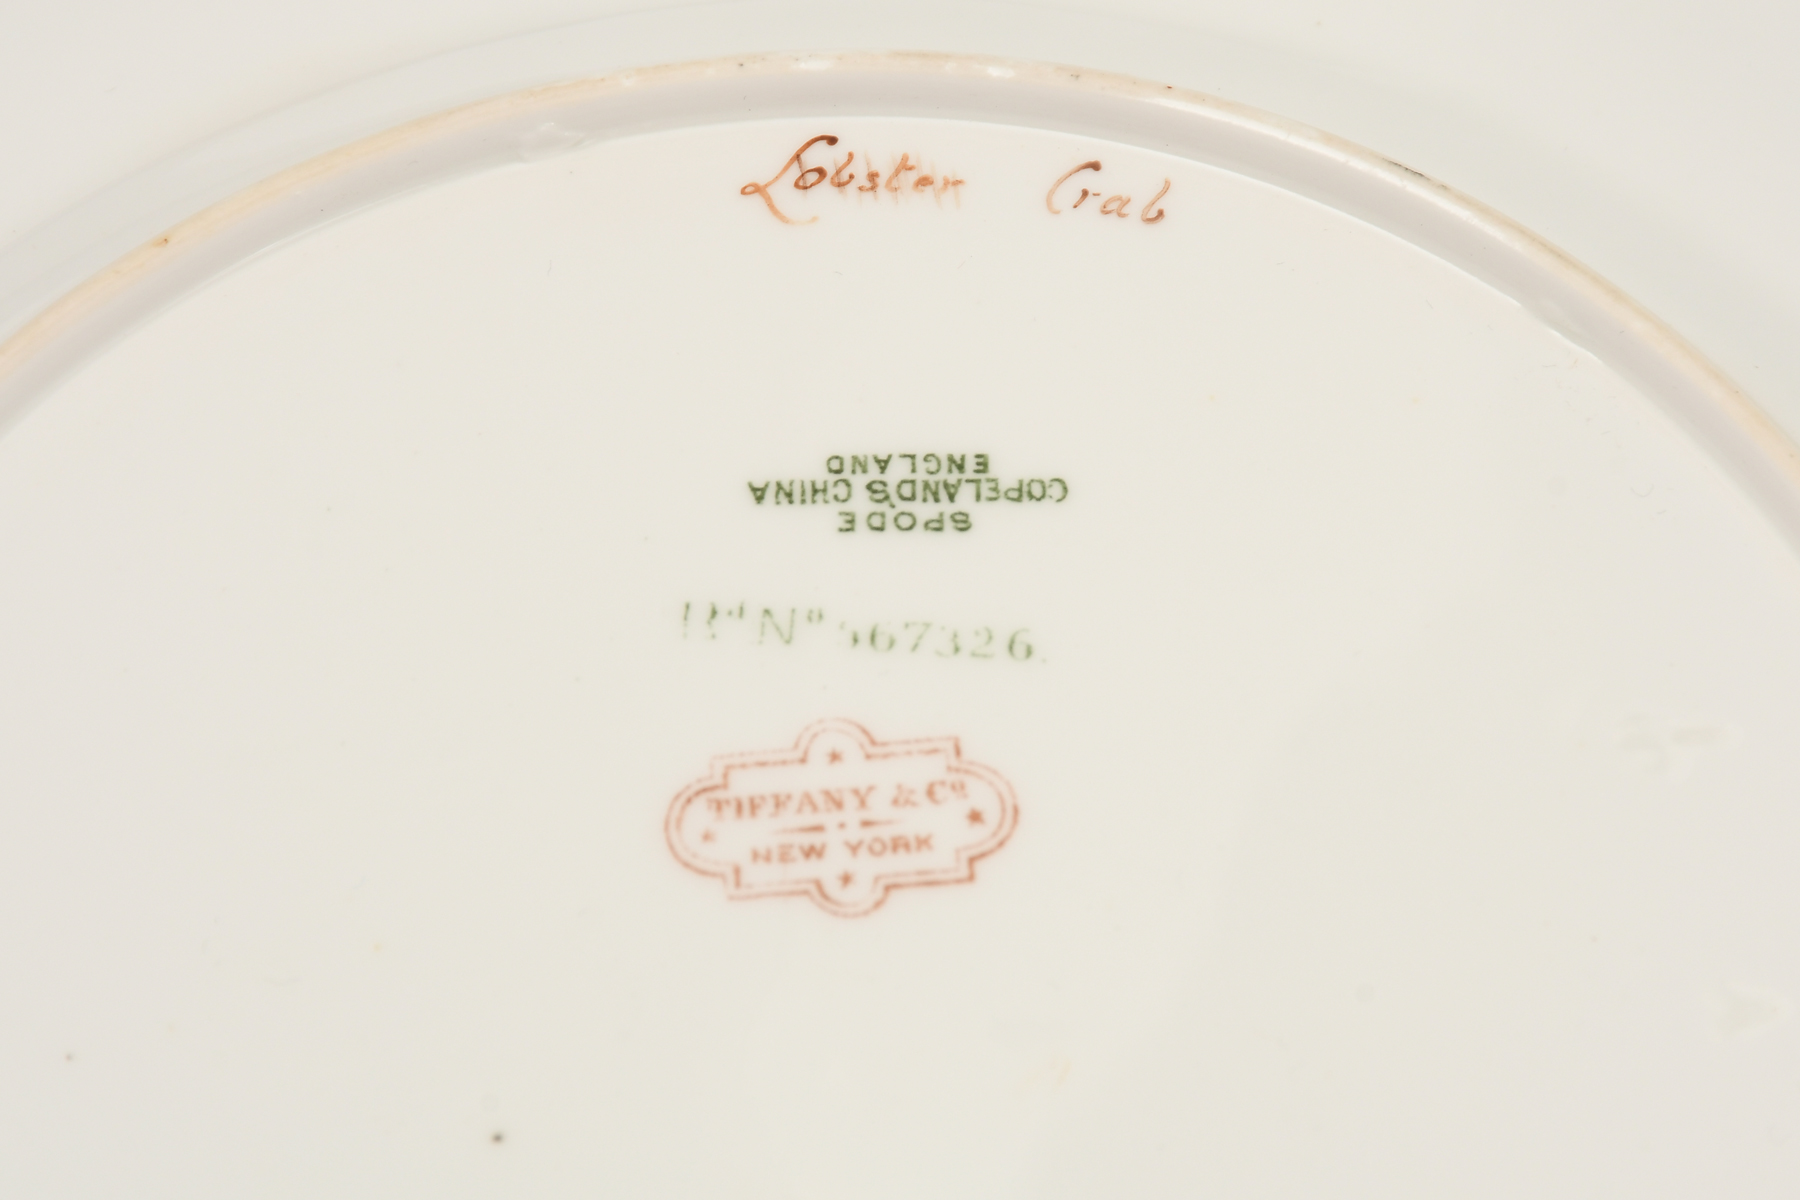 Lobster Crab
SPODE
COPELAND'S CHINA
ENGLAND
Rd No 567326.
TIFFANY & Co
NEW YORK